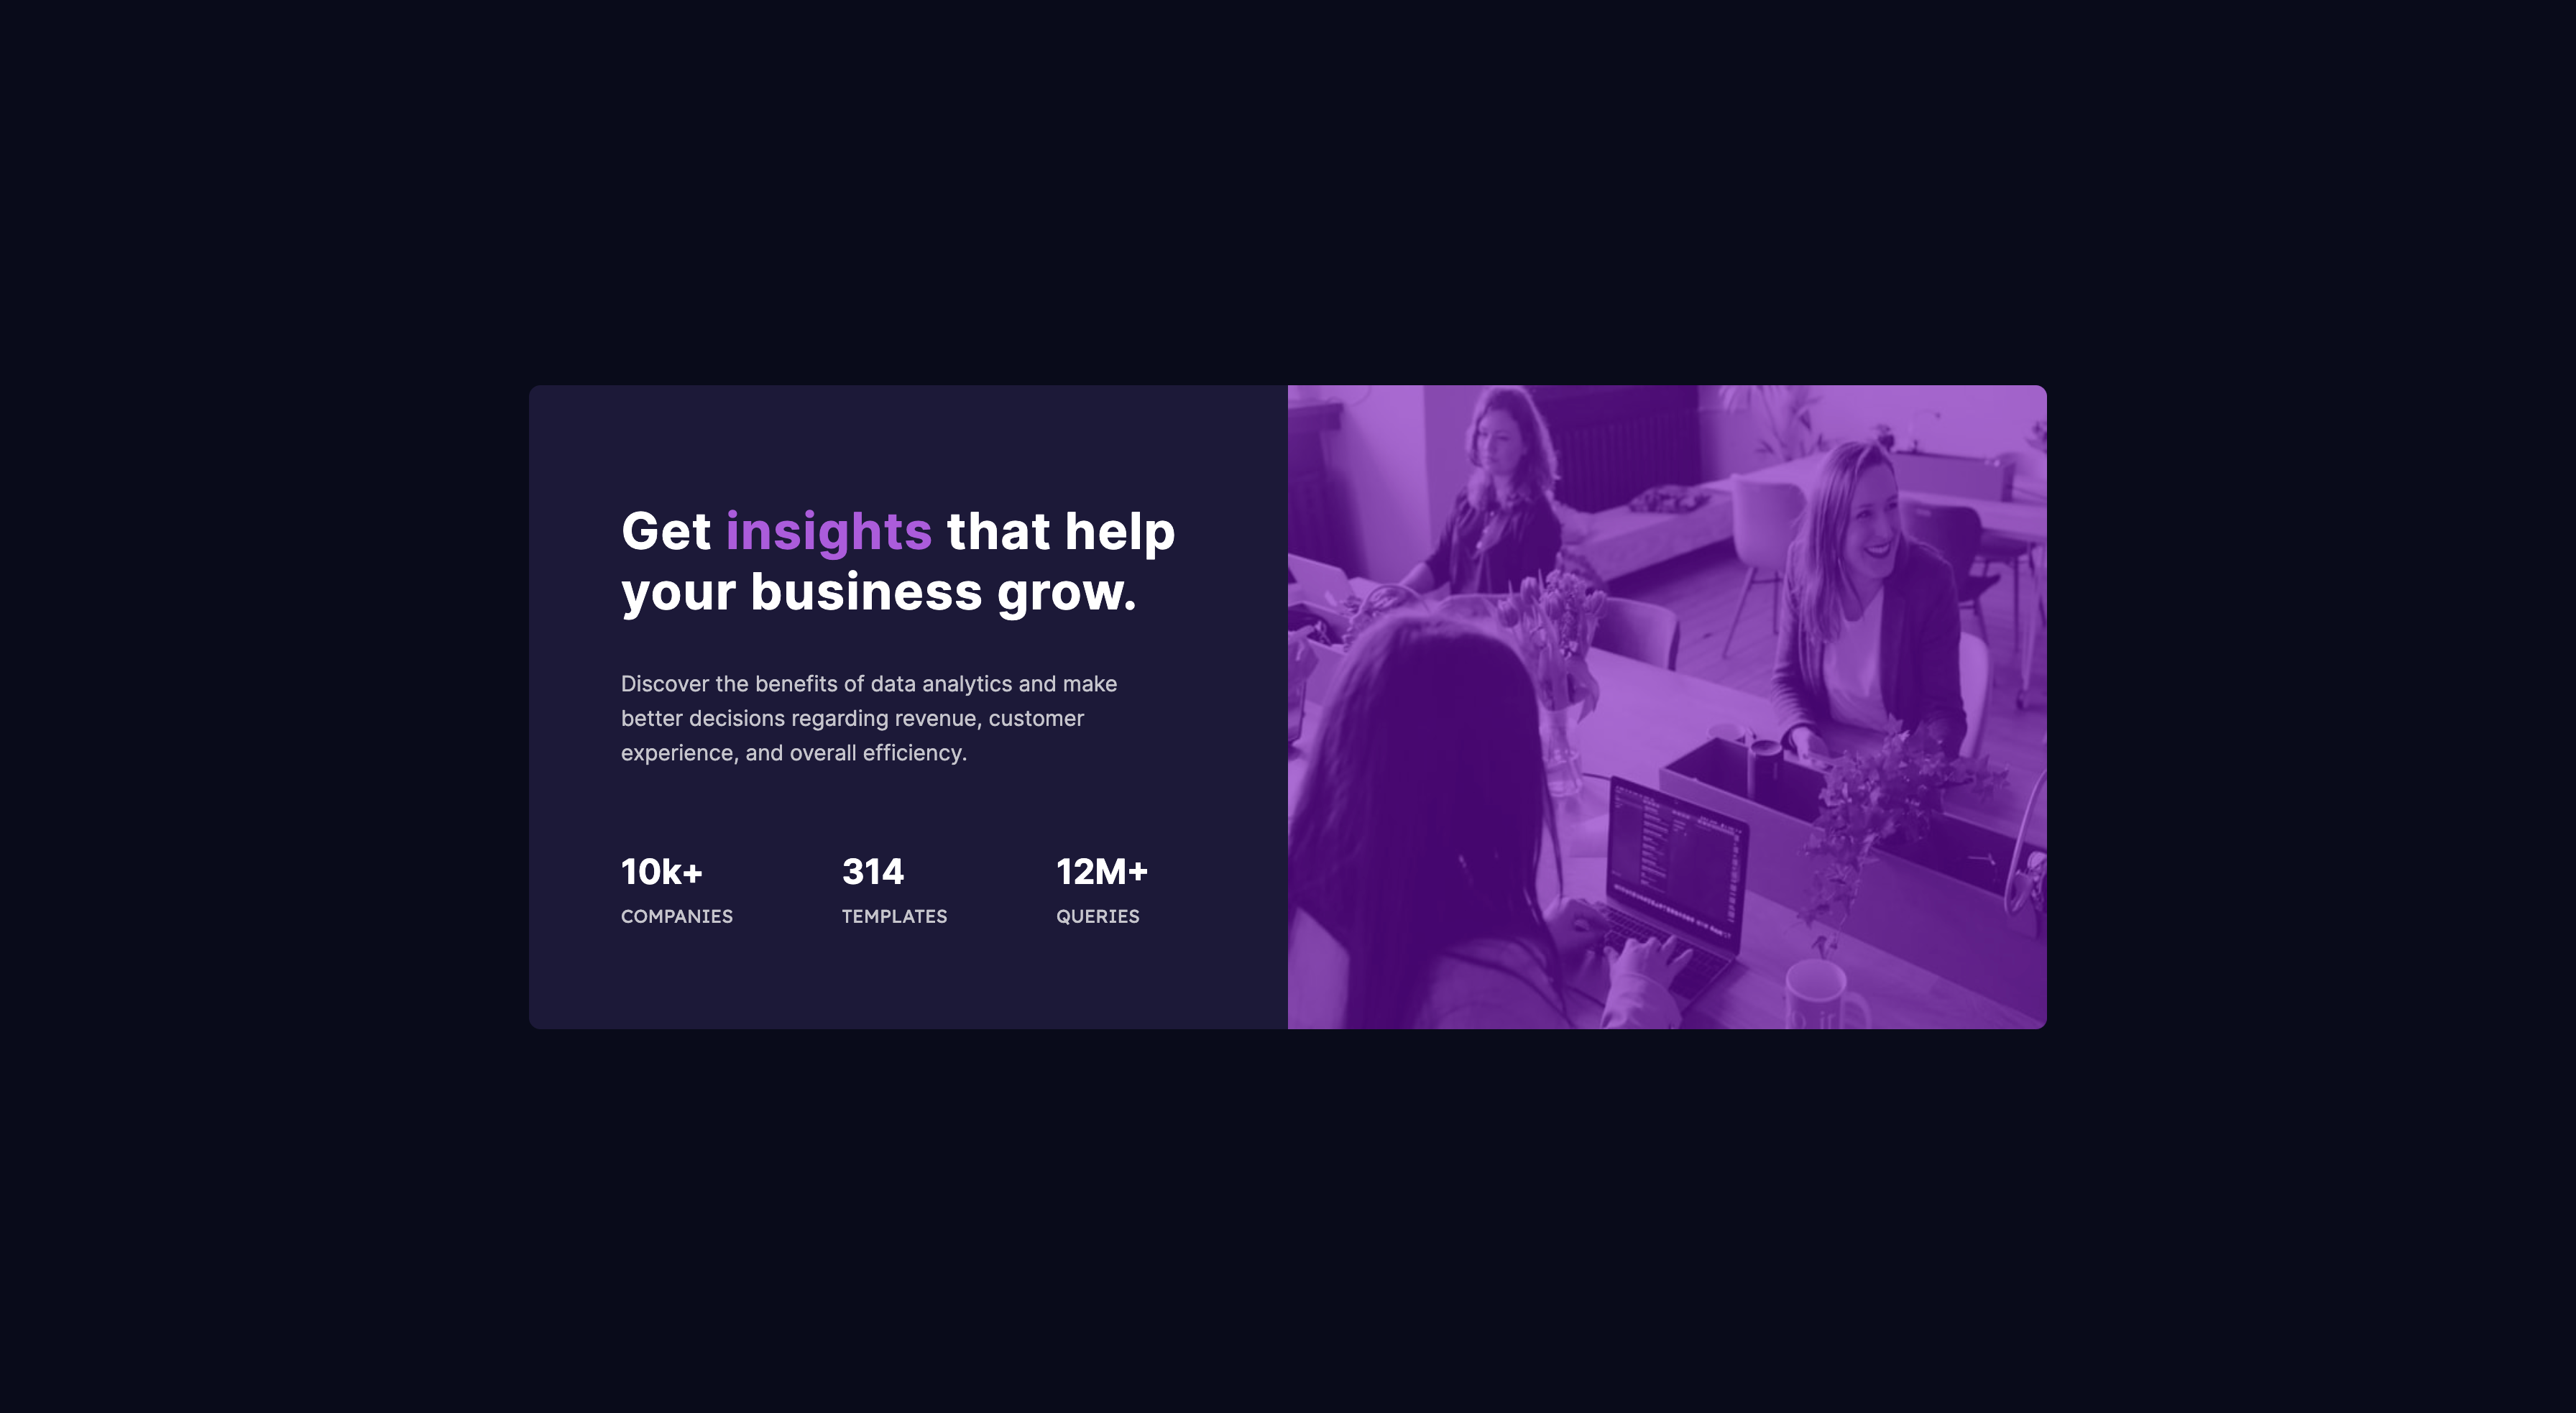 Get insights that help
your business grow.
Discover the benefits of data analytics and make
better decisions regarding revenue, customer
experience, and overall efficiency.
10k+
COMPANIES
314
TEMPLATES
12M+
QUERIES